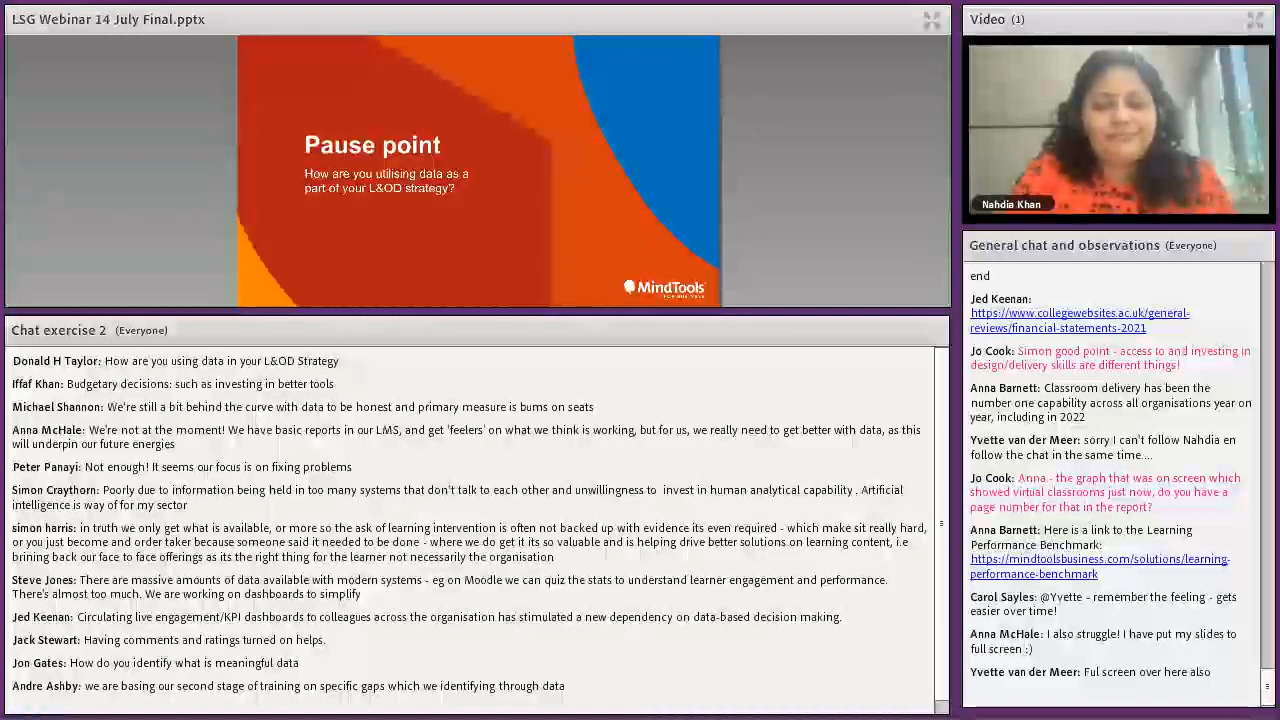 LSG Webinar 14 July Final.pptx
Pause point
How are you utilising data as a
part of your L&OD strategy?
MindTools
FOR BUSINESS
Video (1)
Nahdia Khan
Chat exercise 2 (Everyone)
Donald H Taylor: How are you using data in your L&OD Strategy
Iffaf Khan: Budgetary decisions: such as investing in better tools
Michael Shannon: We're still a bit behind the curve with data to be honest and primary measure is bums on seats
Anna McHale: We're not at the moment! We have basic reports in our LMS, and get 'feelers' on what we think is working, but for us, we really need to get better with data, as this
will underpin our future energies
Peter Panayi: Not enough! It seems our focus is on fixing problems
Simon Craythorn: Poorly due to information being held in too many systems that don't talk to each other and unwillingness to invest in human analytical capability . Artificial
intelligence is way of for my sector
simon harris: in truth we only get what is available, or more so the ask of learning intervention is often not backed up with evidence its even required - which make sit really hard,
or you just become and order taker because someone said it needed to be done - where we do get it its so valuable and is helping drive better solutions on learning content, i.e
brining back our face to face offerings as its the right thing for the learner not necessarily the organisation
Steve Jones: There are massive amounts of data available with modern systems - eg on Moodle we can quiz the stats to understand learner engagement and performance.
There's almost too much. We are working on dashboards to simplify
Jed Keenan: Circulating live engagement/KPI dashboards to colleagues across the organisation has stimulated a new dependency on data-based decision making.
Jack Stewart: Having comments and ratings turned on helps.
Jon Gates: How do you identify what is meaningful data
Andre Ashby: we are basing our second stage of training on specific gaps which we identifying through data
General chat and observations (Everyone)
end
Jed Keenan:
https://www.collegewebsites.ac.uk/general-
reviews/financial-statements-2021
Jo Cook: Simon good point - access to and investing in
design/delivery skills are different things!
Anna Barnett: Classroom delivery has been the
number one capability across all organisations year on
year, including in 2022
Yvette van der Meer: sorry I can't follow Nahdia en
follow the chat in the same time....
Jo Cook: Anna - the graph that was on screen which
showed virtual classrooms just now, do you have a
page number for that in the report?
Anna Barnett: Here is a link to the Learning
Performance Benchmark:
https://mindtoolsbusiness.com/solutions/learning-
performance-benchmark
Carol Sayles: @Yvette - remember the feeling - gets
easier over time!
Anna McHale: I also struggle! I have put my slides to
full screen :)
Yvette van der Meer: Ful screen over here also